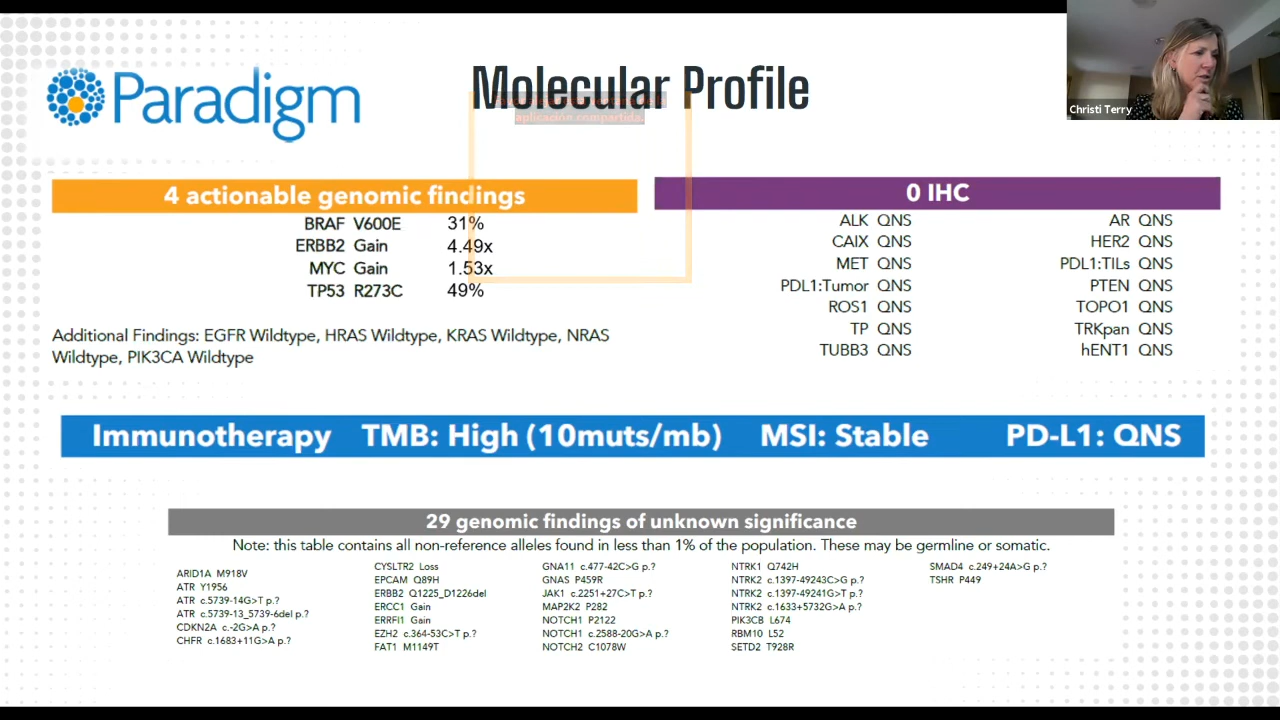 Paradigm
Molecular Profile
aplicación compartida.
Christi Terry
4 actionable genomic findings
BRAF V600E 31%
ERBB2 Gain 4.49x
MYC Gain 1.53x
TP53 R273C 49%
Additional Findings: EGFR Wildtype, HRAS Wildtype, KRAS Wildtype, NRAS
Wildtype, PIK3CA Wildtype
0 IHC
ALK QNS AR QNS
CAIX QNS HER2 QNS
MET QNS PDL1:TILs QNS
PDL1:Tumor QNS PTEN QNS
ROS1 QNS TOPO1 QNS
TP QNS TRKpan QNS
TUBB3 QNS hENT1 QNS
Immunotherapy TMB: High (10muts/mb) MSI: Stable PD-L1: QNS
29 genomic findings of unknown significance
Note: this table contains all non-reference alleles found in less than 1% of the population. These may be germline or somatic.
ARID1A M918V
ATR Y1956
ATR c.5739-14G>T p.?
ATR c.5739-13_5739-6del p.?
CDKN2A c.-2G>A p.?
CHFR c.1683+11G>A p.?
CYSLTR2 Loss
EPCAM Q89H
ERBB2 Q1225_D1226del
ERCC1 Gain
ERRFI1 Gain
EZH2 c.364-53C>T p.?
FAT1 M1149T
GNA11 c.477-42C>G p.?
GNAS P459R
JAK1 c.2251+27C>T p.?
MAP2K2 P282
NOTCH1 P2122
NOTCH1 c.2588-20G>A p.?
NOTCH2 C1078W
NTRK1 Q742H
NTRK2 c.1397-49243C>G p.?
NTRK2 c.1397-49241G>T p.?
NTRK2 c.1633+5732G>A p.?
PIK3CB L674
RBM10 L52
SETD2 T928R
SMAD4 c.249+24A>G p.?
TSHR P449